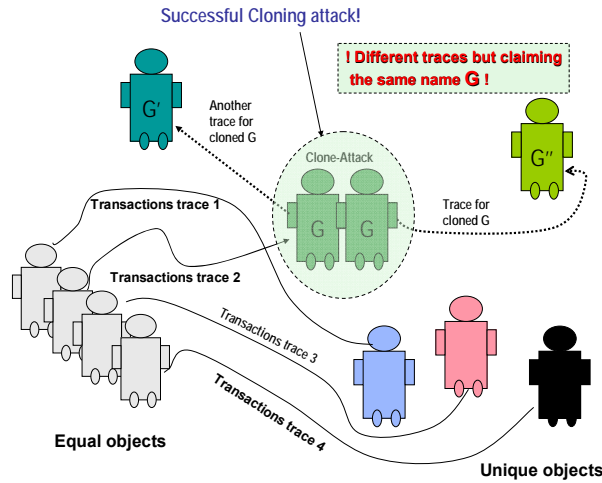 Successful Cloning attack!
! Different traces but claiming
the same name G !
G'
Another
trace for
cloned G
Clone-Attack
G''
G G
Trace for
cloned G
Transactions trace 1
Transactions trace 2
Transactions trace 3
Transactions trace 4
Equal objects
Unique objects